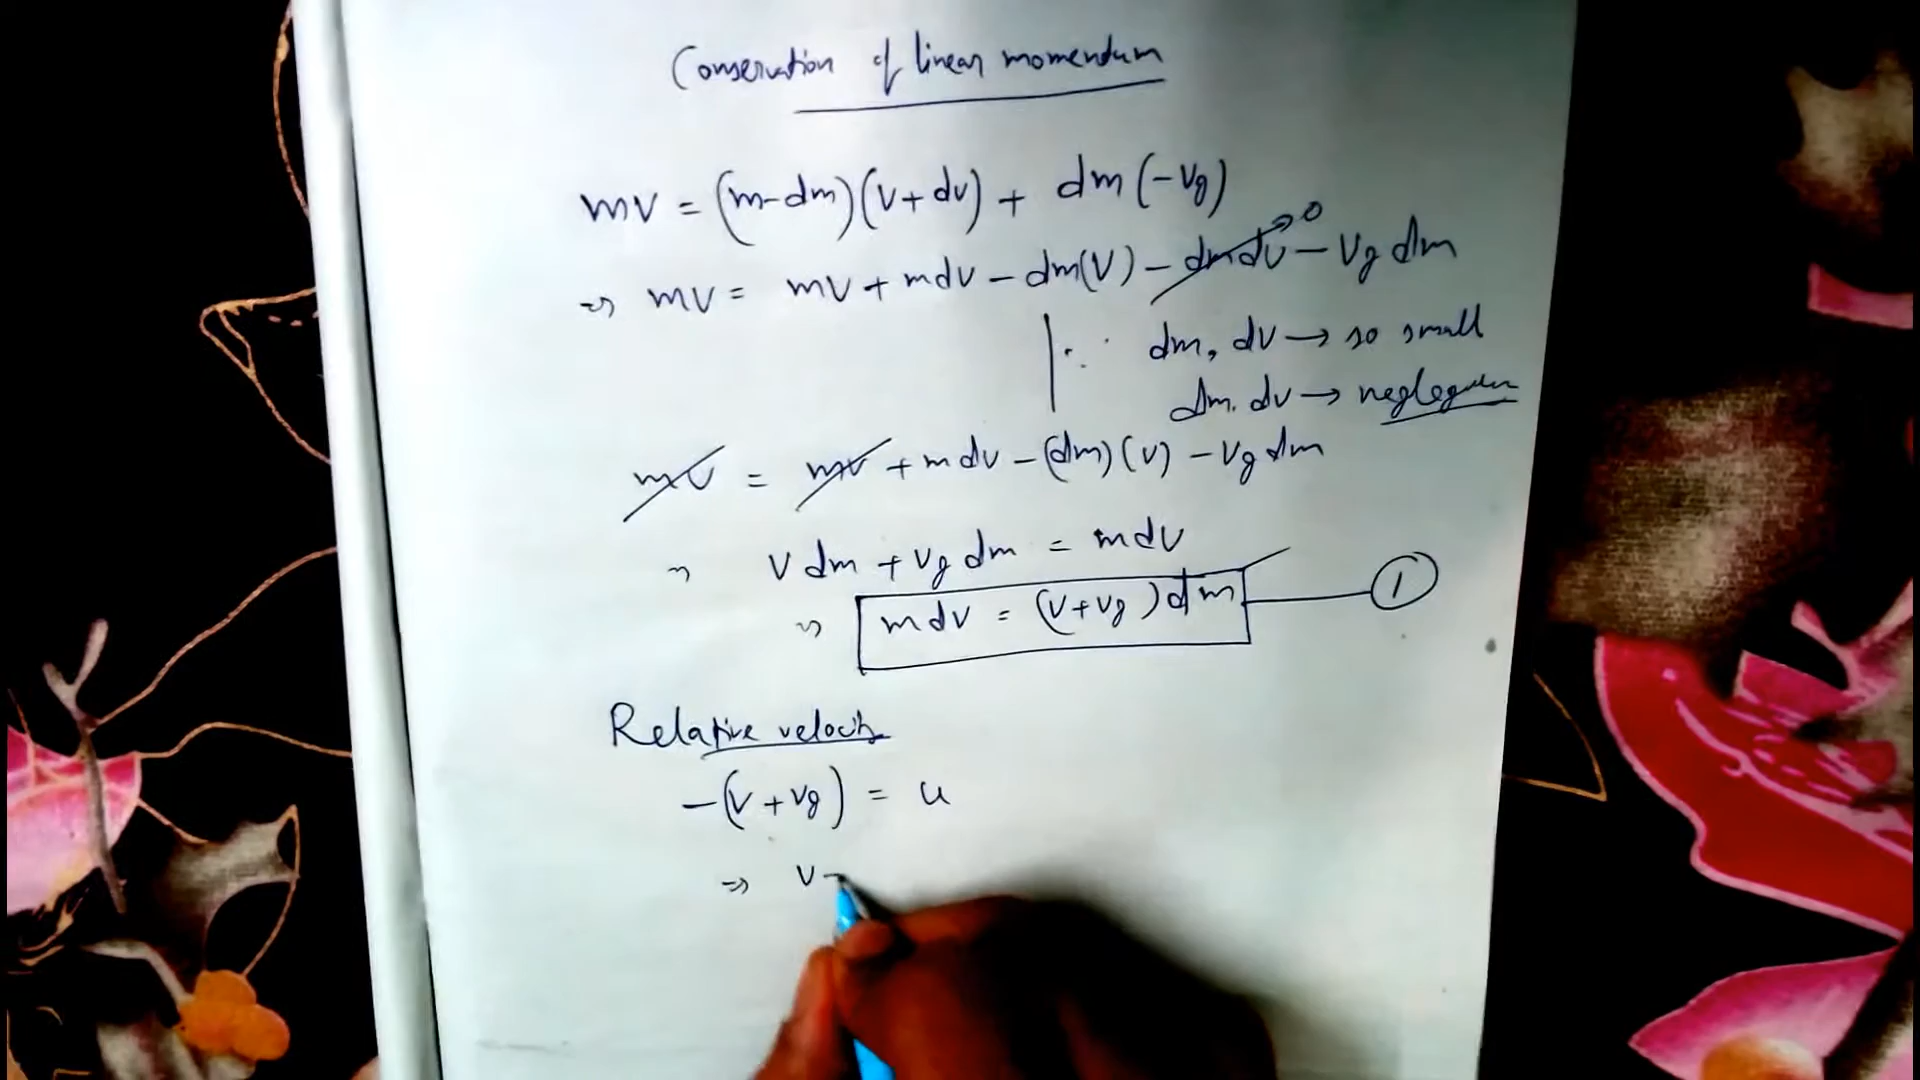 Conservation of linear momentum
mv = (m-dm)(v+dv) + dm(-vg)
⇒ mv = mv + mdv - dm(v) - dmdv → 0 - vg dm
∵ dm, dv → so small
dm. dv → 
mv = mv + mdv - (dm)(v) - vg dm
⇒ v dm + vg dm = mdv
⇒ mdv = (v+vg)dm 1
Relative velocity
-(v + vg) = u
⇒ v